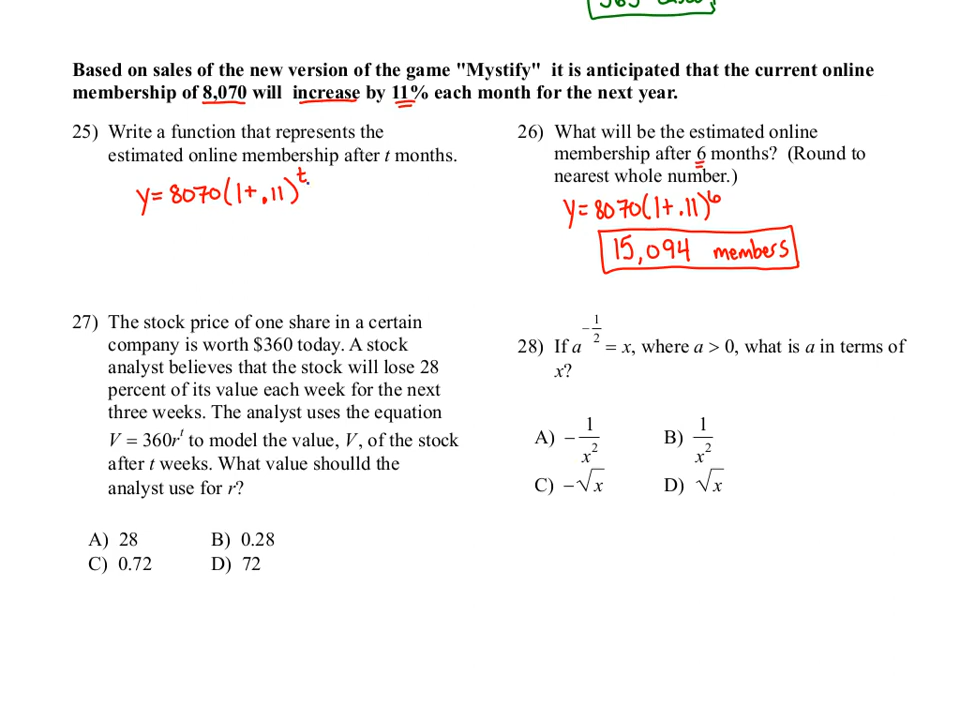 Based on sales of the new version of the game "Mystify" it is anticipated that the current online
membership of 8,070 will increase by 11% each month for the next year.
25) Write a function that represents the
estimated online membership after t months.
y=8070(1+.11)^t.
26) What will be the estimated online
membership after 6 months? (Round to
nearest whole number.)
y=8070(1+.11)^6
15,094 members
27) The stock price of one share in a certain
company is worth $360 today. A stock
analyst believes that the stock will lose 28
percent of its value each week for the next
three weeks. The analyst uses the equation
V = 360r^t to model the value, V, of the stock
after t weeks. What value shoulld the
analyst use for r?
A) 28 B) 0.28
C) 0.72 D) 72
28) If a^(-1/2) = x, where a > 0, what is a in terms of
x?
A) -1/x^2 B) 1/x^2
C) -√x D) √x